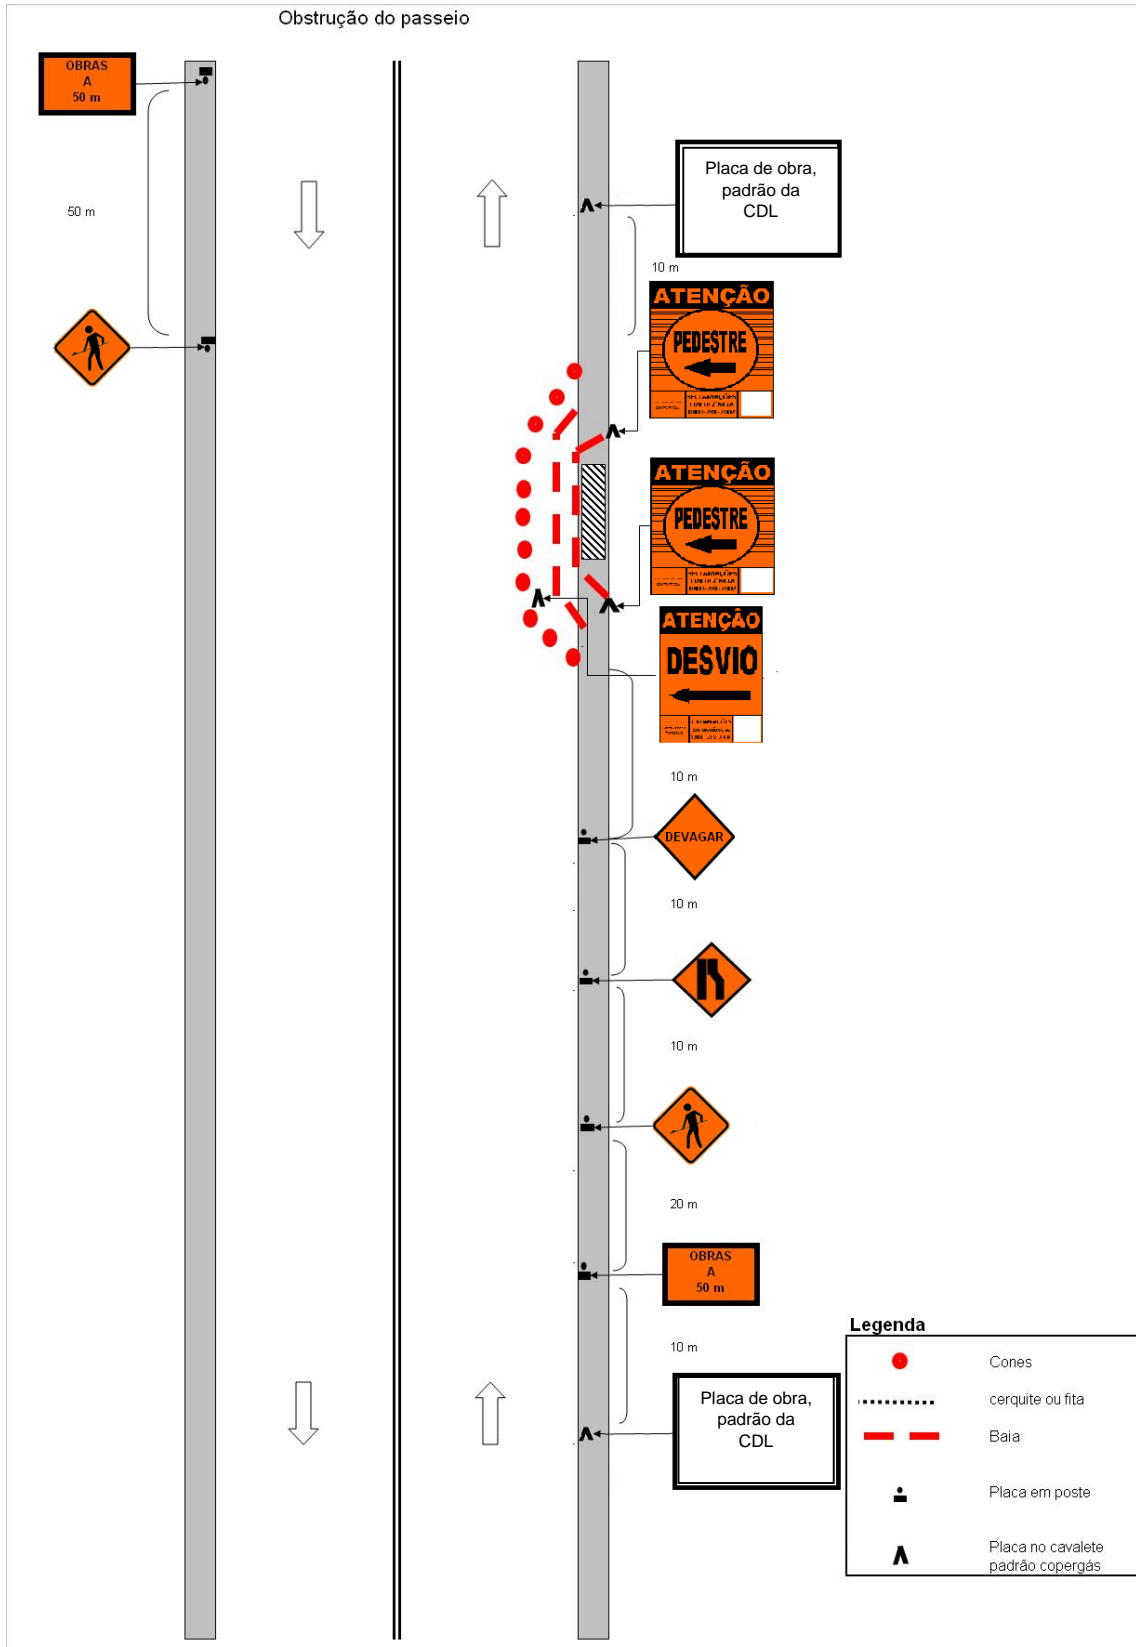 Obstrução do passeio
OBRAS
A
50 m
50 m
Placa de obra,
padrão da
CDL
10 m
ATENÇÃO
PEDESTRE
ATENÇÃO
PEDESTRE
ATENÇÃO
DESVIO
10 m
DEVAGAR
10 m
10 m
20 m
OBRAS
A
50 m
10 m
Placa de obra,
padrão da
CDL
Legenda
Cones
cerquite ou fita
Baia
Placa em poste
Placa no cavalete
padrão copergás